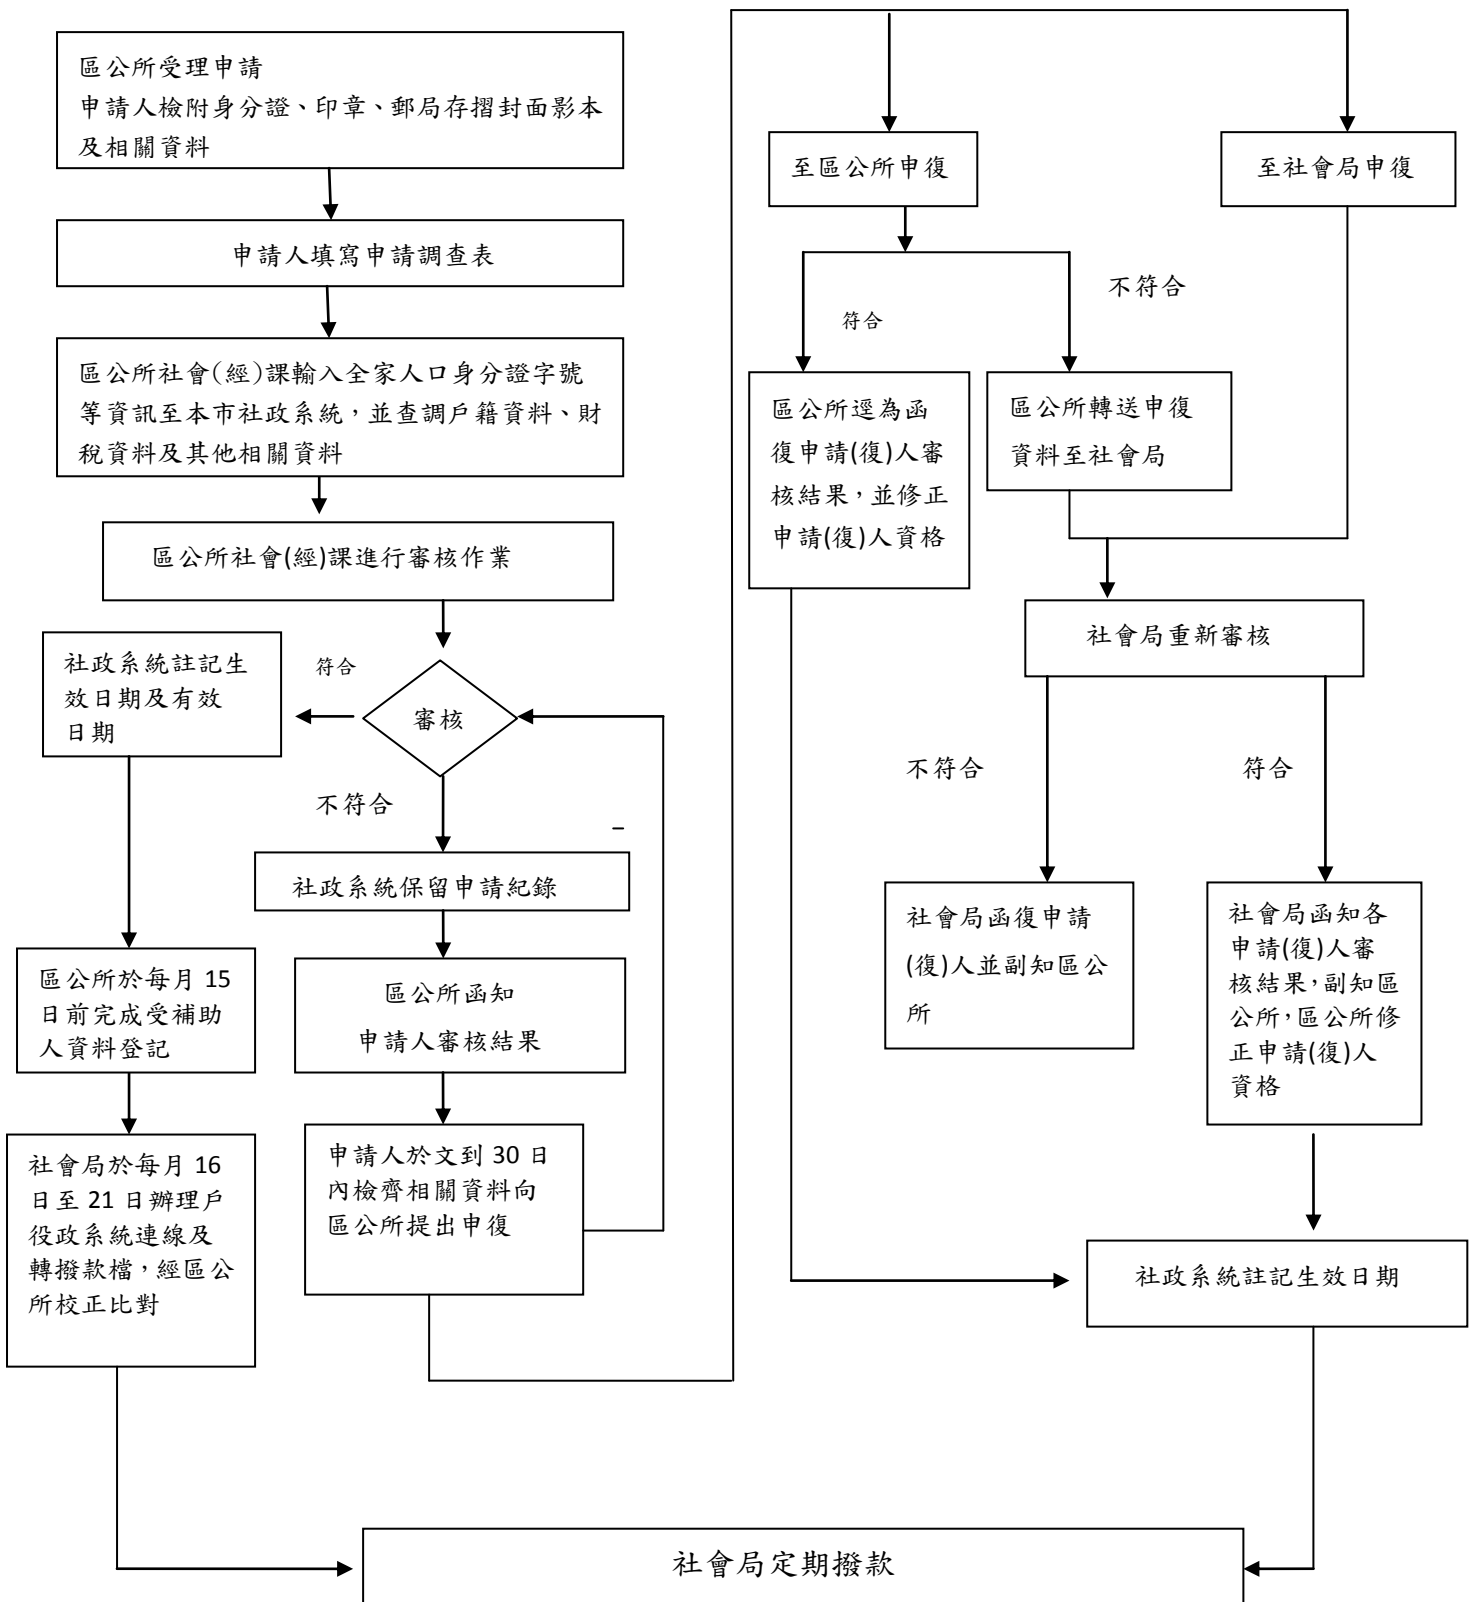 區公所受理申請
申請人檢附身分證、印章、郵局存摺封面影本
及相關資料
申請人填寫申請調查表
區公所社會(經)課輸入全家人口身分證字號
等資訊至本市社政系統，並查調戶籍資料、財
稅資料及其他相關資料
區公所社會(經)課進行審核作業
審核
符合
社政系統註記生
效日期及有效
日期
區公所於每月 15
日前完成受補助
人資料登記
社會局於每月 16
日至 21 日辦理戶
役政系統連線及
轉撥款檔，經區公
所校正比對
不符合
社政系統保留申請紀錄
區公所函知
申請人審核結果
申請人於文到 30 日
內檢齊相關資料向
區公所提出申復
至區公所申復
至社會局申復
符合
不符合
區公所逕為函
復申請(復)人審
核結果，並修正
申請(復)人資格
區公所轉送申復
資料至社會局
社會局重新審核
不符合
符合
社會局函復申請
(復)人並副知區公
所
社會局函知各
申請(復)人審
核結果，副知區
公所，區公所修
正申請(復)人
資格
社政系統註記生效日期
社會局定期撥款